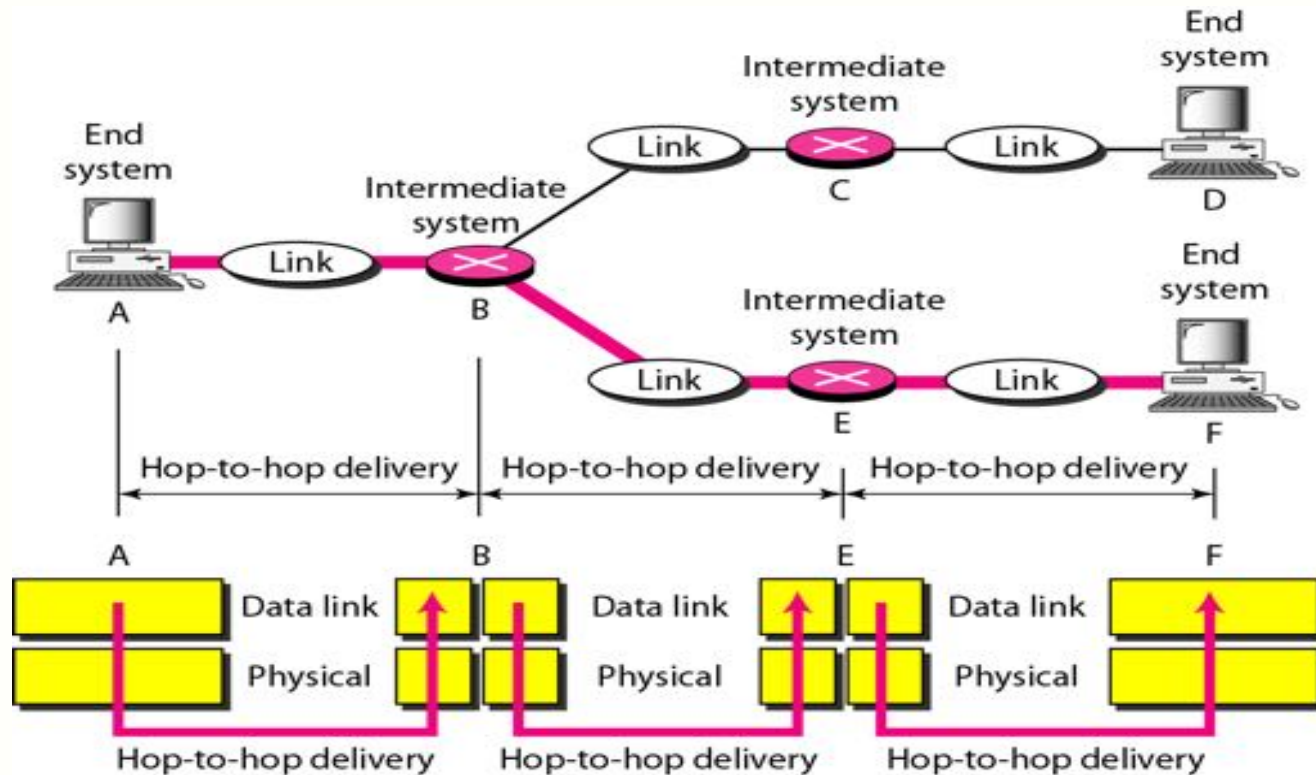 End
system
Intermediate
system
End
system
Link
Link
C
D
Intermediate
system
Link
A
B
Intermediate
system
End
system
Link
Link
E
F
Hop-to-hop delivery
Hop-to-hop delivery
Hop-to-hop delivery
A
B
E
F
Data link
Data link
Data link
Physical
Physical
Physical
Hop-to-hop delivery
Hop-to-hop delivery
Hop-to-hop delivery